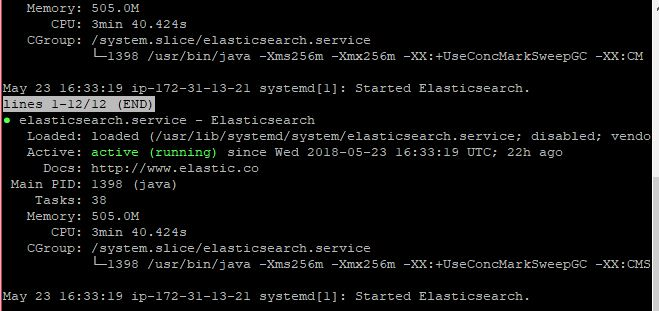 Memory: 505.0M
CPU: 3min 40.424s
CGroup: /system.slice/elasticsearch.service
└─1398 /usr/bin/java -Xms256m -Xmx256m -XX:+UseConcMarkSweepGC -XX:CM
May 23 16:33:19 ip-172-31-13-21 systemd[1]: Started Elasticsearch.
lines 1-12/12 (END)
● elasticsearch.service - Elasticsearch
Loaded: loaded (/usr/lib/systemd/system/elasticsearch.service; disabled; vendo
Active: active (running) since Wed 2018-05-23 16:33:19 UTC; 22h ago
Docs: http://www.elastic.co
Main PID: 1398 (java)
Tasks: 38
Memory: 505.0M
CPU: 3min 40.424s
CGroup: /system.slice/elasticsearch.service
└─1398 /usr/bin/java -Xms256m -Xmx256m -XX:+UseConcMarkSweepGC -XX:CMS
May 23 16:33:19 ip-172-31-13-21 systemd[1]: Started Elasticsearch.